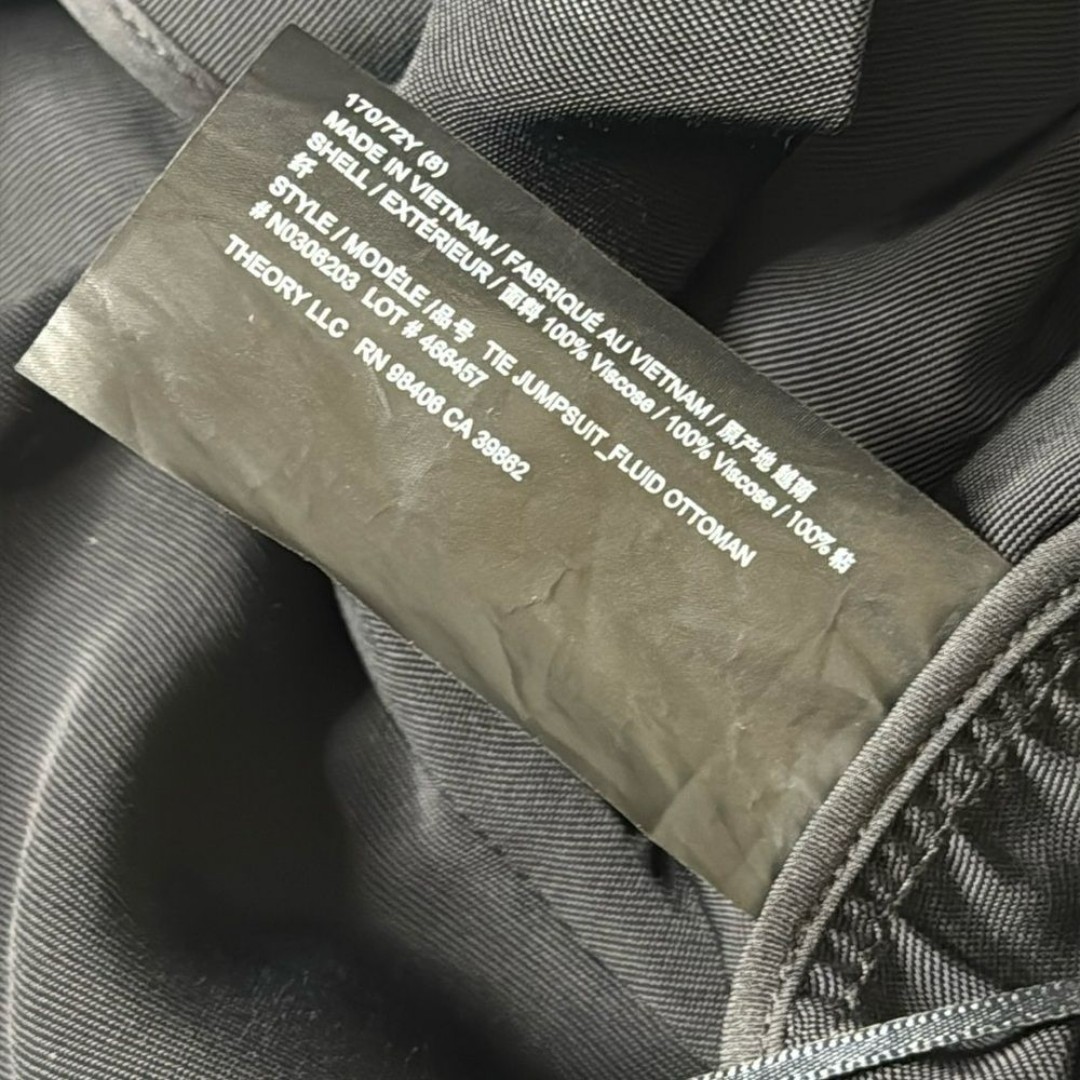 170/72Y (8)
MADE IN VIETNAM / FABRIQUÉ AU VIETNAM / 原产地 越南
SHELL / EXTÉRIEUR / 面料 100% Viscose / 100% Viscose / 100% 粘
纤
STYLE / MODÈLE / 品号 TIE JUMPSUIT_FLUID OTTOMAN
# N0306203 LOT # 466457
THEORY LLC RN 98406 CA 39862